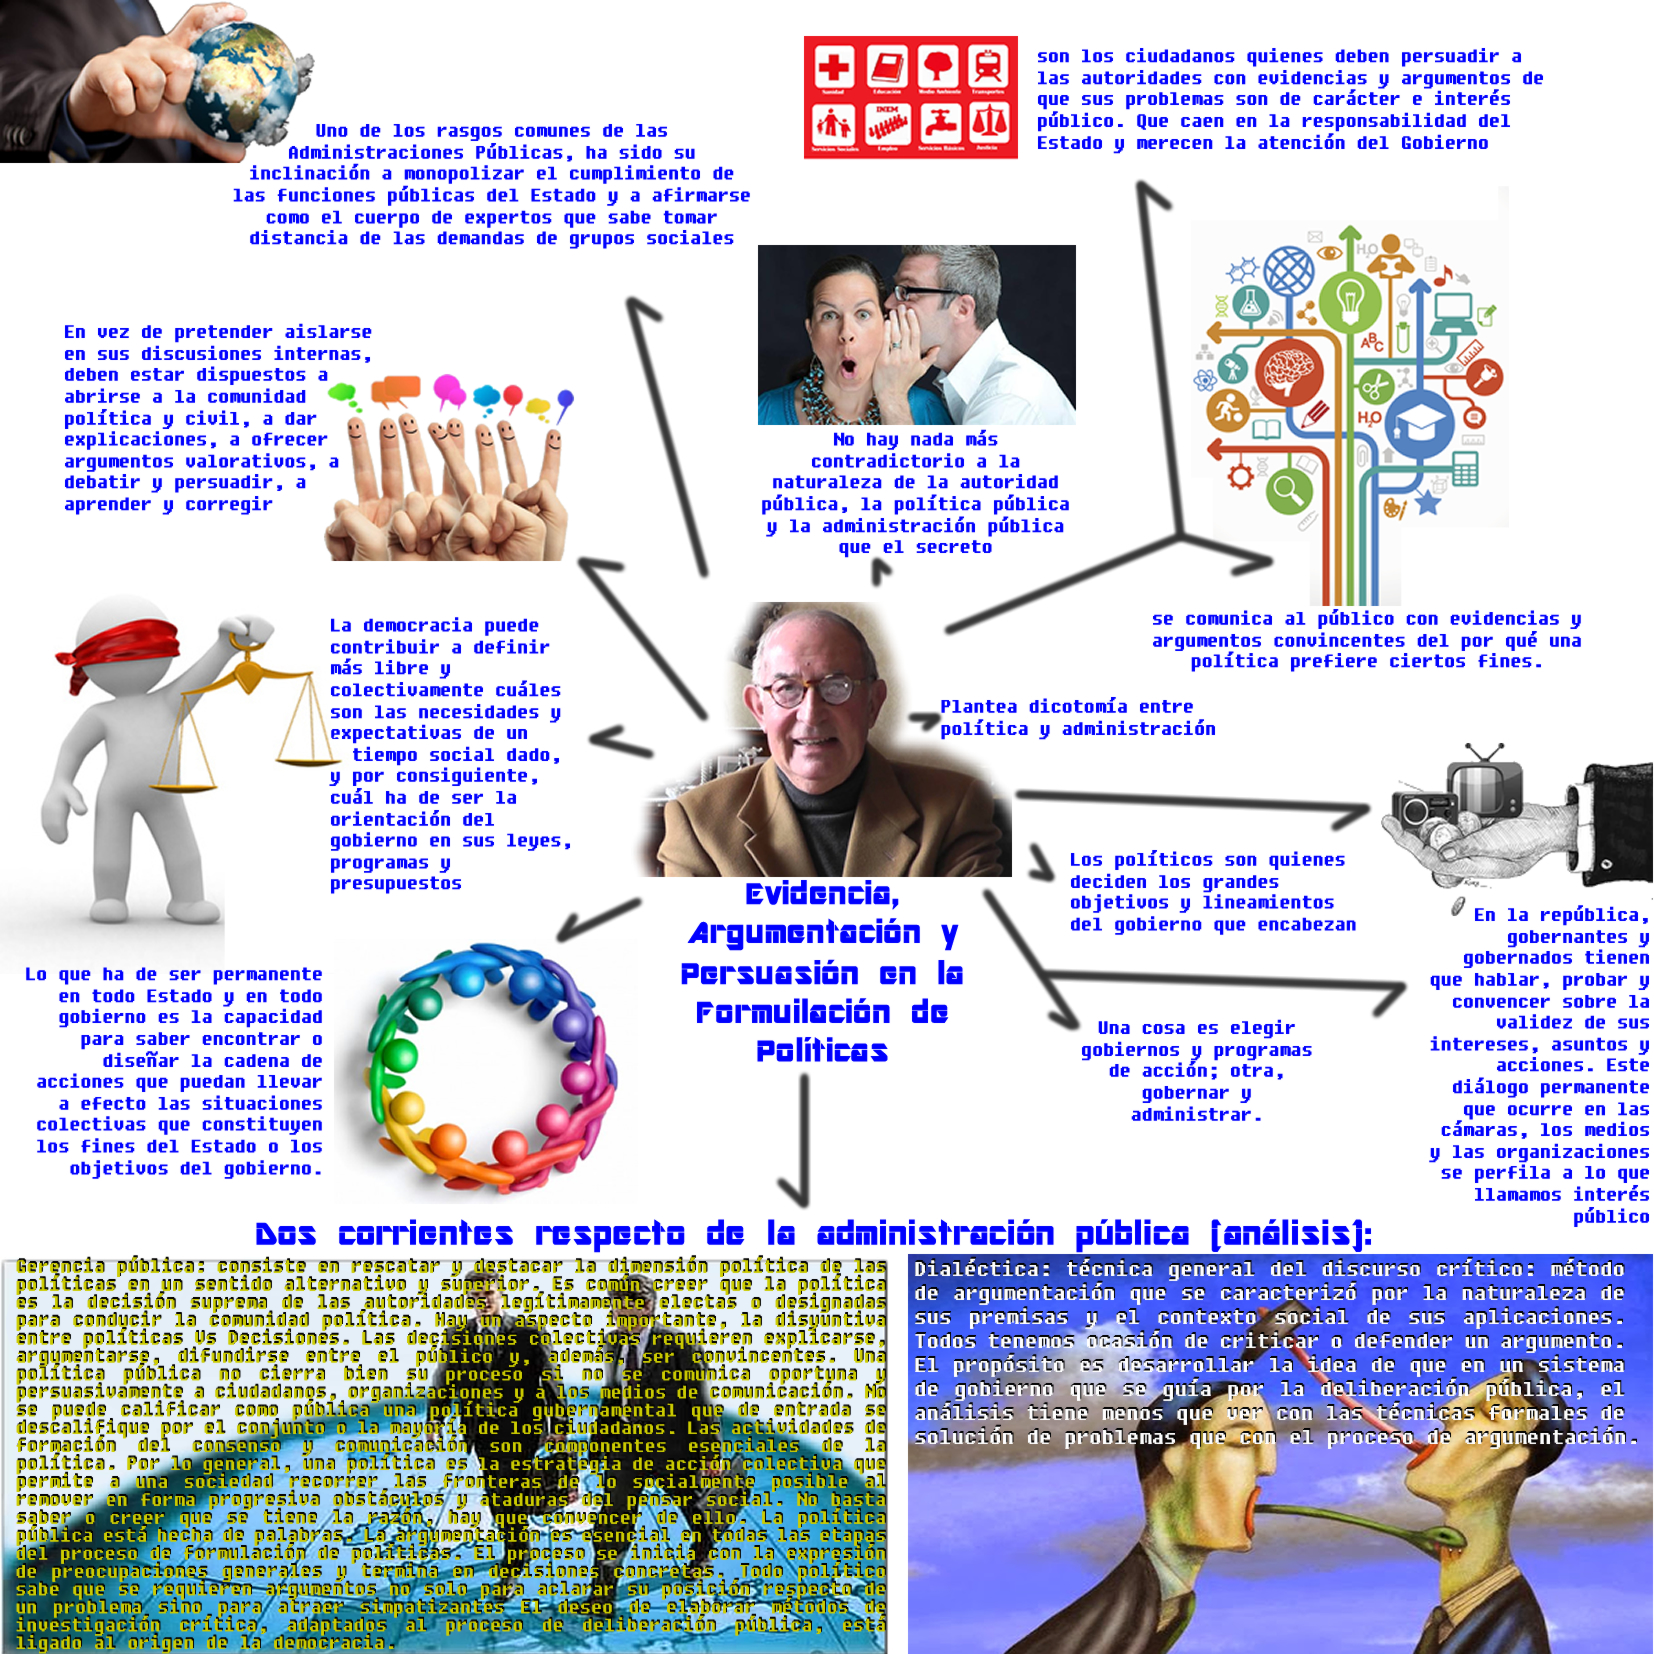 Uno de los rasgos comunes de las
Administraciones Públicas, ha sido su
inclinación a monopolizar el cumplimiento de
las funciones públicas del Estado y a afirmarse
como el cuerpo de expertos que sabe tomar
distancia de las demandas de grupos sociales
Sanidad
Educación
Medio Ambiente
Transportes
INEM
Servicios Sociales
Empleo
Servicios Básicos
Justicia
son los ciudadanos quienes deben persuadir a
las autoridades con evidencias y argumentos de
que sus problemas son de carácter e interés
público. Que caen en la responsabilidad del
Estado y merecen la atención del Gobierno
En vez de pretender aislarse
en sus discusiones internas,
deben estar dispuestos a
abrirse a la comunidad
política y civil, a dar
explicaciones, a ofrecer
argumentos valorativos, a
debatir y persuadir, a
aprender y corregir
No hay nada más
contradictorio a la
naturaleza de la autoridad
pública, la política pública
y la administración pública
que el secreto
H₂O
ABC
H₂O
se comunica al público con evidencias y
argumentos convincentes del por qué una
política prefiere ciertos fines.
La democracia puede
contribuir a definir
más libre y
colectivamente cuáles
son las necesidades y
expectativas de un
tiempo social dado,
y por consiguiente,
cuál ha de ser la
orientación del
gobierno en sus leyes,
programas y
presupuestos
Plantea dicotomía entre
política y administración
Los políticos son quienes
deciden los grandes
objetivos y lineamientos
del gobierno que encabezan
En la república,
gobernantes y
gobernados tienen
que hablar, probar y
convencer sobre la
validez de sus
intereses, asuntos y
acciones. Este
diálogo permanente
que ocurre en las
cámaras, los medios
y las organizaciones
se perfila a lo que
llamamos interés
público
Evidencia,
Argumentación y
Persuasión en la
Formuilación de
Políticas
Lo que ha de ser permanente
en todo Estado y en todo
gobierno es la capacidad
para saber encontrar o
diseñar la cadena de
acciones que puedan llevar
a efecto las situaciones
colectivas que constituyen
los fines del Estado o los
objetivos del gobierno.
Una cosa es elegir
gobiernos y programas
de acción; otra,
gobernar y
administrar.
Dos corrientes respecto de la administración pública (análisis):
Gerencia pública: consiste en rescatar y destacar la dimensión política de las
políticas en un sentido alternativo y superior. Es común creer que la política
es la decisión suprema de las autoridades legítimamente electas o designadas
para conducir la comunidad política. Hay un aspecto importante, la disyuntiva
entre políticas Vs Decisiones. Las decisiones colectivas requieren explicarse,
argumentarse, difundirse entre el público y, además, ser convincentes. Una
política pública no cierra bien su proceso si no se comunica oportuna y
persuasivamente a ciudadanos, organizaciones y a los medios de comunicación. No
se puede calificar como pública una política gubernamental que de entrada se
descalifique por el conjunto o la mayoría de los ciudadanos. Las actividades de
formación del consenso y comunicación son componentes esenciales de la
política. Por lo general, una política es la estrategia de acción colectiva que
permite a una sociedad recorrer las fronteras de lo socialmente posible al
remover en forma progresiva obstáculos y ataduras del pensar social. No basta
saber o creer que se tiene la razón, hay que convencer de ello. La política
pública está hecha de palabras. La argumentación es esencial en todas las etapas
del proceso de formulación de políticas. El proceso se inicia con la expresión
de preocupaciones generales y termina en decisiones concretas. Todo político
sabe que se requieren argumentos no solo para aclarar su posición respecto de
un problema sino para atraer simpatizantes El deseo de elaborar métodos de
investigación crítica, adaptados al proceso de deliberación pública, está
ligado al origen de la democracia.
Dialéctica: técnica general del discurso crítico: método
de argumentación que se caracterizó por la naturaleza de
sus premisas y el contexto social de sus aplicaciones.
Todos tenemos ocasión de criticar o defender un argumento.
El propósito es desarrollar la idea de que en un sistema
de gobierno que se guía por la deliberación pública, el
análisis tiene menos que ver con las técnicas formales de
solución de problemas que con el proceso de argumentación.